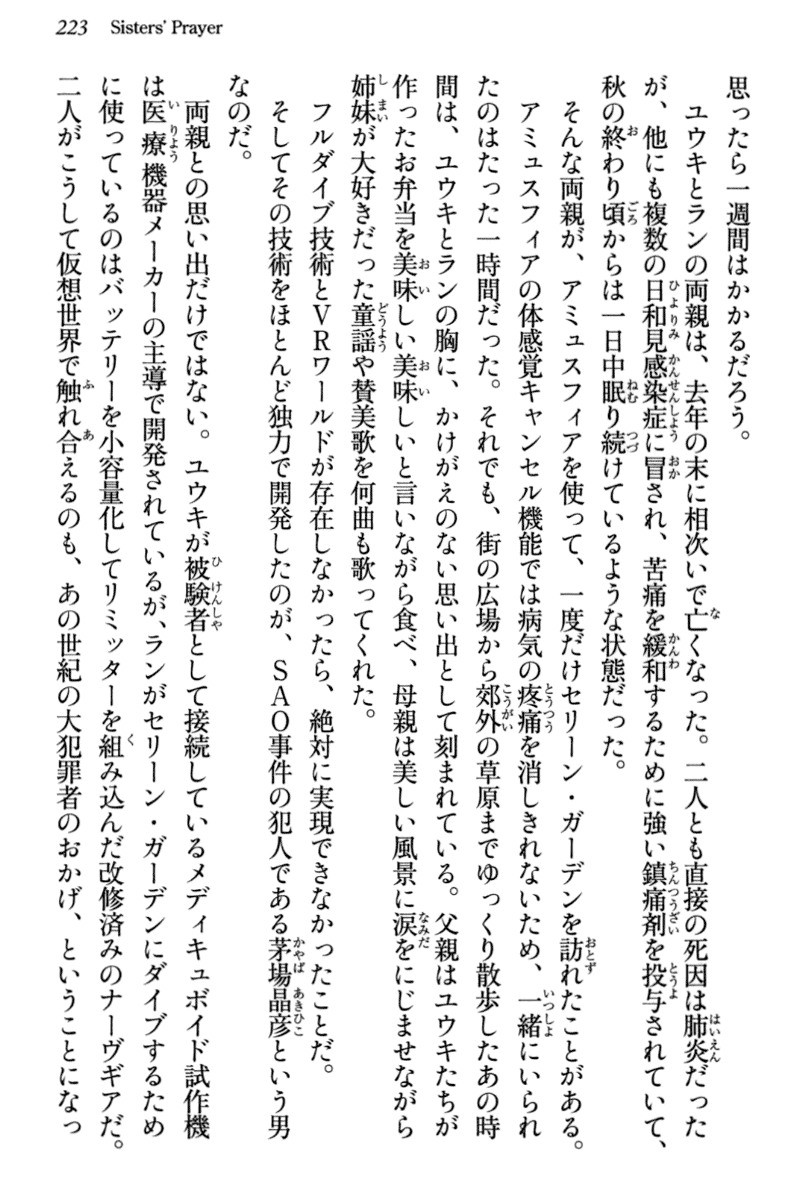 223 Sisters' Prayer
思ったら一週間はかかるだろう。
ユウキとランの両親は、去年の末に相次いで亡くなった。二人とも直接の死因は肺炎だった
が、他にも複数の日和見感染症に冒され、苦痛を緩和するために強い鎮痛剤を投与されていて、
秋の終わり頃からは一日中眠り続けているような状態だった。
そんな両親が、アミュスフィアを使って、一度だけセリーン・ガーデンを訪れたことがある。
アミュスフィアの体感覚キャンセル機能では病気の疼痛を消しきれないため、一緒にいられ
たのはたった一時間だった。それでも、街の広場から郊外の草原までゆっくり散歩したあの時
間は、ユウキとランの胸に、かけがえのない思い出として刻まれている。父親はユウキたちが
作ったお弁当を美味しい美味しいと言いながら食べ、母親は美しい風景に涙をにじませながら
姉妹が大好きだった童謡や賛美歌を何曲も歌ってくれた。
フルダイブ技術とVRワールドが存在しなかったら、絶対に実現できなかったことだ。
そしてその技術をほとんど独力で開発したのが、SAO事件の犯人である茅場晶彦という男
なのだ。
両親との思い出だけではない。ユウキが被験者として接続しているメディキュボイド試作機
は医療機器メーカーの主導で開発されているが、ランがセリーン・ガーデンにダイブするため
に使っているのはバッテリーを小容量化してリミッターを組み込んだ改修済みのナーヴギアだ。
二人がこうして仮想世界で触れ合えるのも、あの世紀の大犯罪者のおかげ、ということになっ